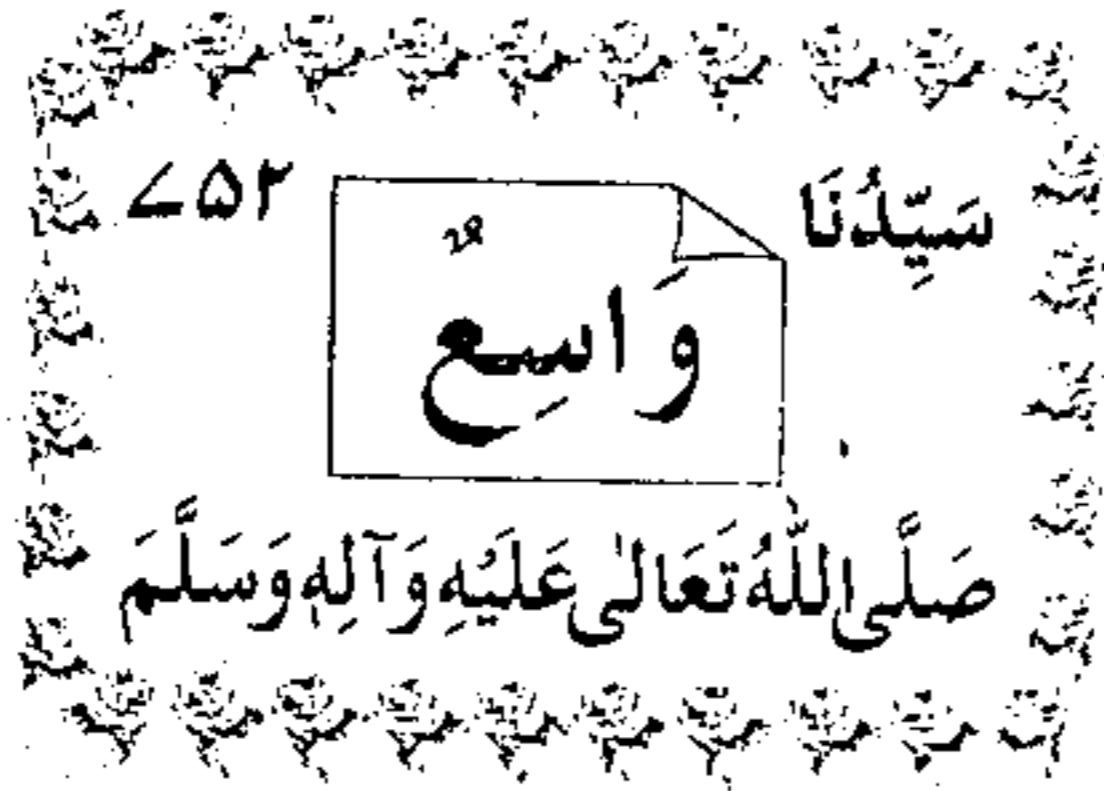 سَيِّدُنَا ۷۵۲
وَاسِعٌ
صَلَّی اللّٰهُ تَعَالٰی عَلَيْهِ وَآلِهٖ وَسَلَّمَ